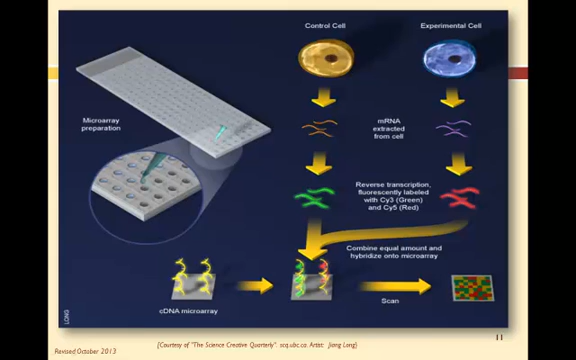 Control Cell
Experimental Cell
Microarray
preparation
mRNA
extracted
from cell
Reverse transcription,
fluorescently labeled
with Cy3 (Green)
and Cy5 (Red)
Combine equal amount and
hybridize onto microarray
cDNA microarray
Scan
LONG
11
[Courtesy of "The Science Creative Quarterly". scq.ubc.ca Artist: Jiang Long]
Revised October 2013